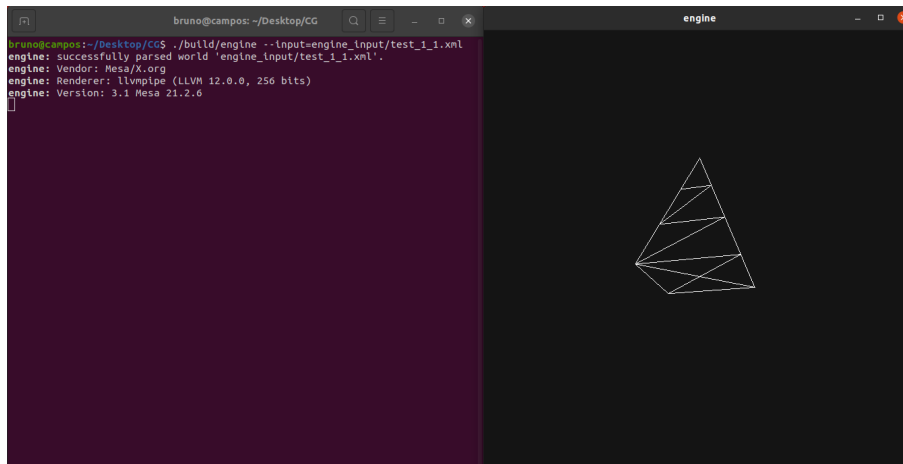 bruno@campos: ~/Desktop/CG
engine
bruno@campos:~/Desktop/CG$ ./build/engine --input=engine_input/test_1_1.xml
engine: successfully parsed world 'engine_input/test_1_1.xml'.
engine: Vendor: Mesa/X.org
engine: Renderer: llvmpipe (LLVM 12.0.0, 256 bits)
engine: Version: 3.1 Mesa 21.2.6